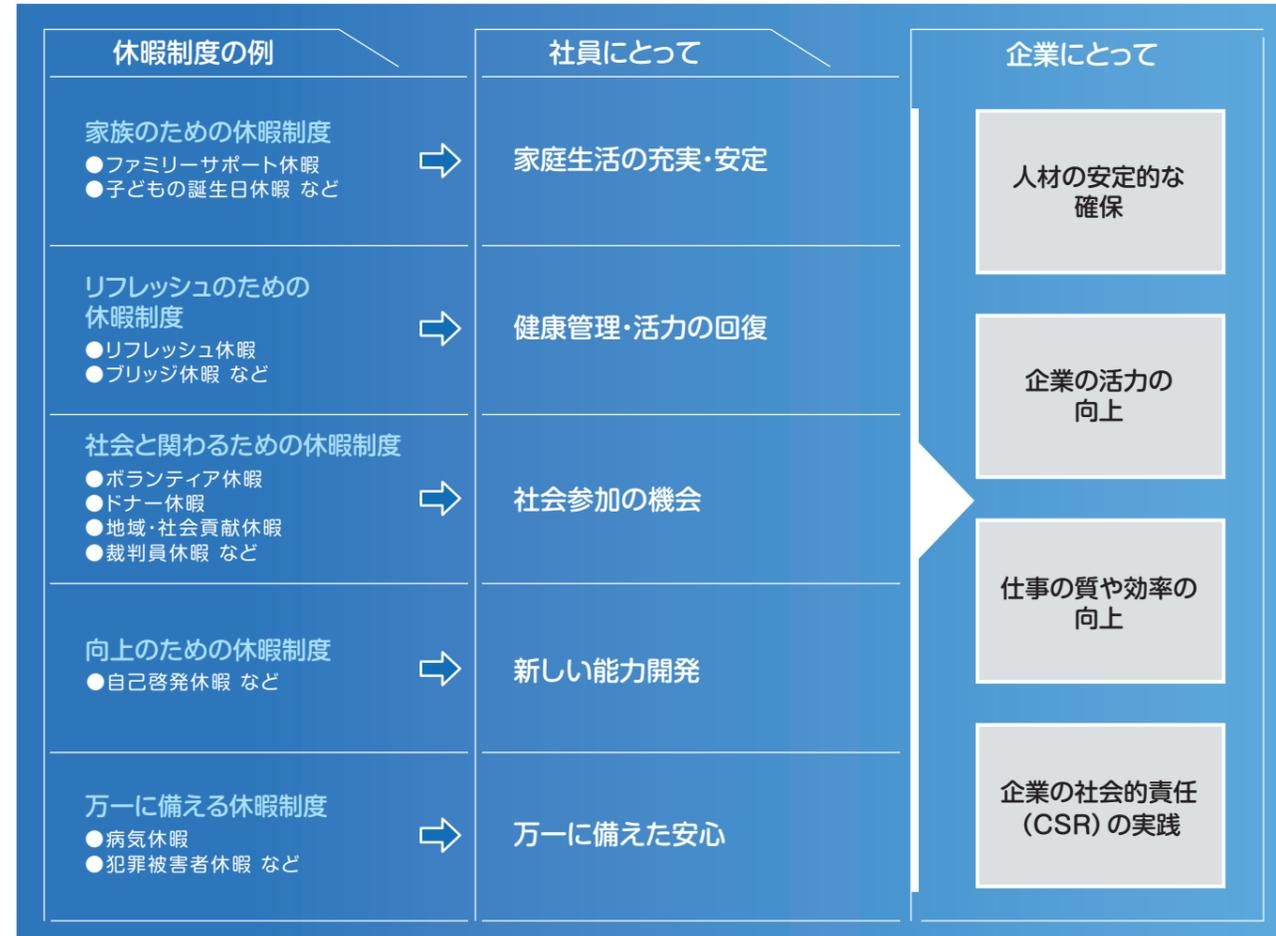 休暇制度の例
社員にとって
企業にとって
家族のための休暇制度
●ファミリーサポート休暇
●子どもの誕生日休暇 など
家庭生活の充実・安定
リフレッシュのための
休暇制度
●リフレッシュ休暇
●ブリッジ休暇 など
健康管理・活力の回復
社会と関わるための休暇制度
●ボランティア休暇
●ドナー休暇
●地域・社会貢献休暇
●裁判員休暇 など
社会参加の機会
向上のための休暇制度
●自己啓発休暇 など
新しい能力開発
万一に備える休暇制度
●病気休暇
●犯罪被害者休暇 など
万一に備えた安心
人材の安定的な
確保
企業の活力の
向上
仕事の質や効率の
向上
企業の社会的責任
（CSR）の実践